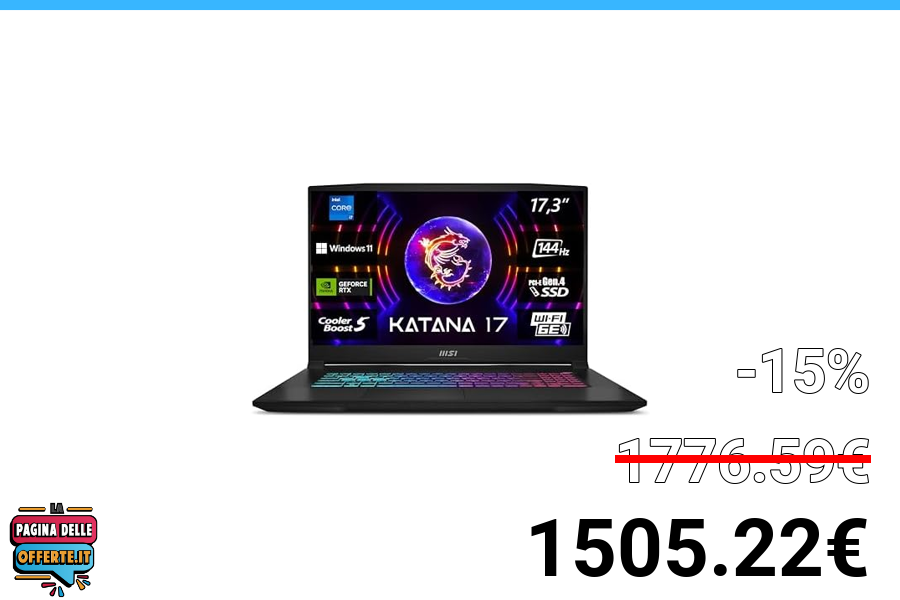 intel
CORE
i7
17,3"
Windows 11
144Hz
GEFORCE
RTX
PCI-E Gen.4
SSD
Cooler
Boost 5
KATANA 17
WI-FI
6E
msi
-15%
1776.59€
1505.22€
LA
PAGINA DELLE
OFFERTE.IT